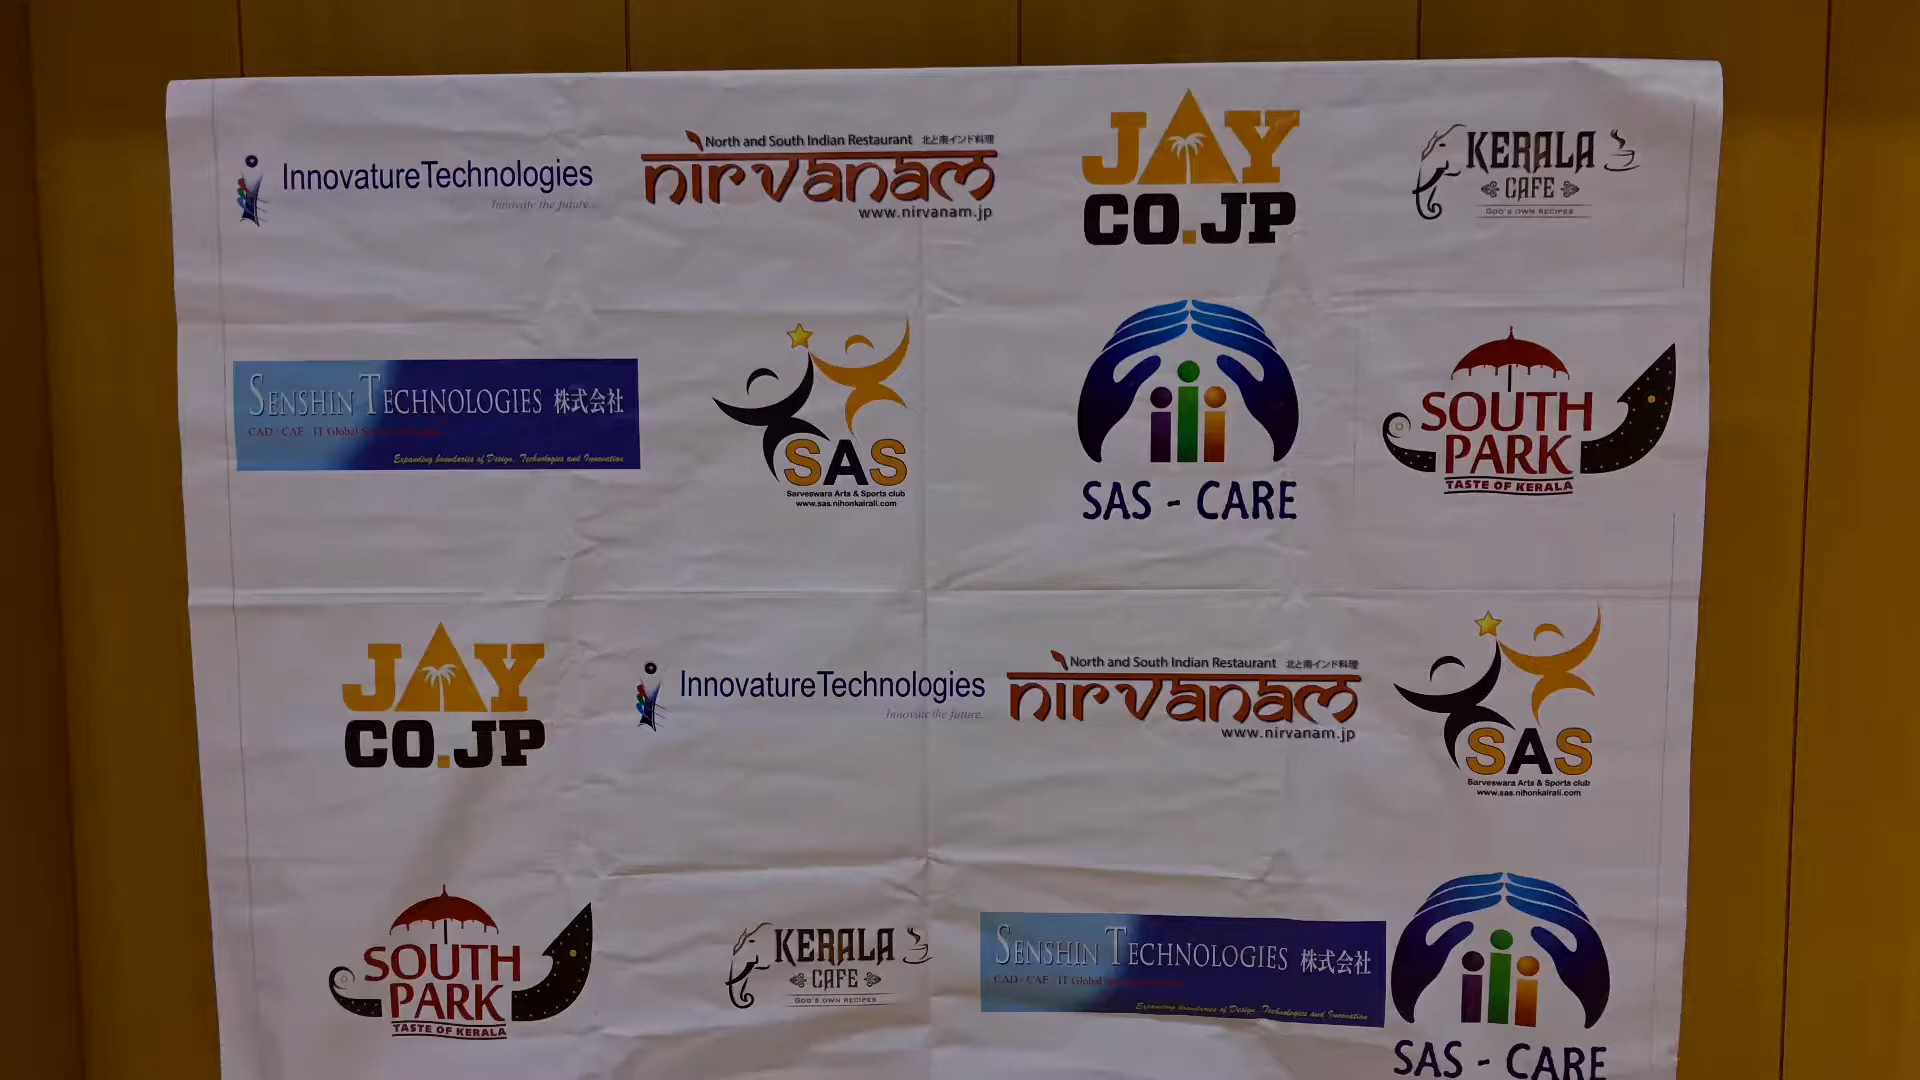 InnovatureTechnologies
Innovate the future.
North and South Indian Restaurant 北と南インド料理
nirvanam
www.nirvanam.jp
JAY
CO.JP
KERALA
CAFE
GOD'S OWN RECIPES
SENSHIN TECHNOLOGIES 株式会社
CAD / CAE / IT Global
Expanding boundaries of Design, Technologies and Innovation
SAS
Sarveswara Arts & Sports club
www.sas.nihonkairali.com
SAS - CARE
SOUTH
PARK
TASTE OF KERALA
JAY
CO.JP
InnovatureTechnologies
Innovate the future.
North and South Indian Restaurant 北と南インド料理
nirvanam
www.nirvanam.jp
SAS
Sarveswara Arts & Sports club
www.sas.nihonkairali.com
SOUTH
PARK
TASTE OF KERALA
KERALA
CAFE
GOD'S OWN RECIPES
SENSHIN TECHNOLOGIES 株式会社
CAD / CAE / IT Global
Expanding boundaries of Design, Technologies and Innovation
SAS - CARE